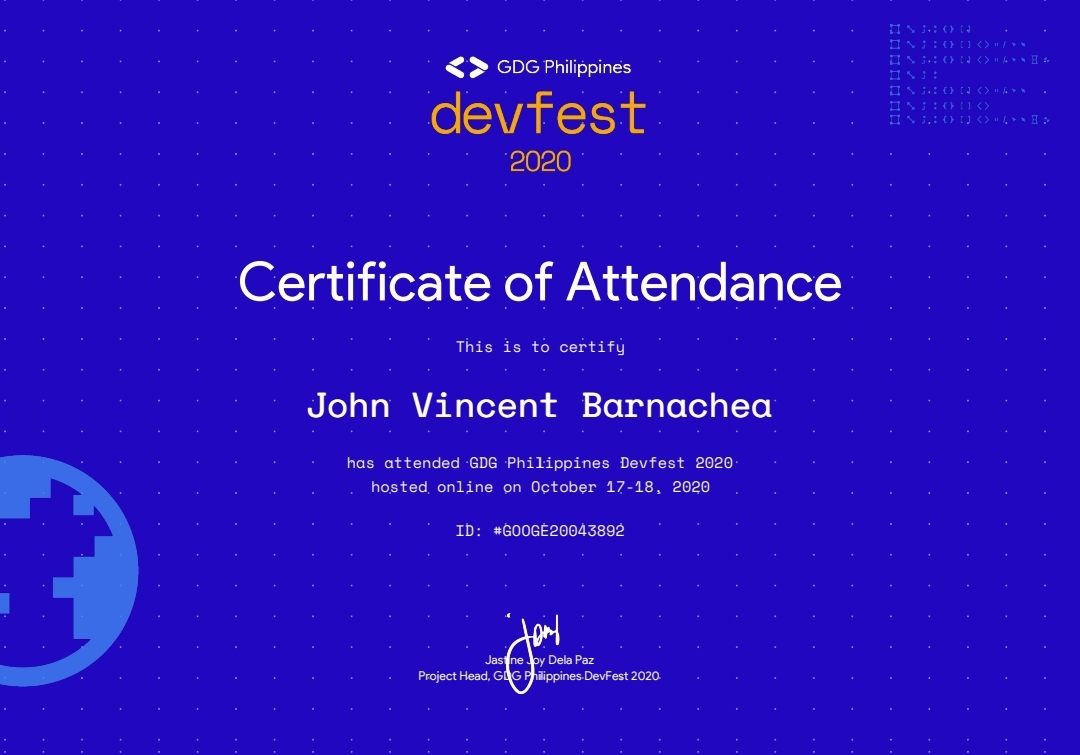 GDG Philippines
devfest
2020
Certificate of Attendance
This is to certify
John Vincent Barnachea
has attended GDG Philippines Devfest 2020
hosted online on October 17-18, 2020
ID: #GOOGE20043892
Jastine Joy Dela Paz
Project Head, GDG Philippines DevFest 2020